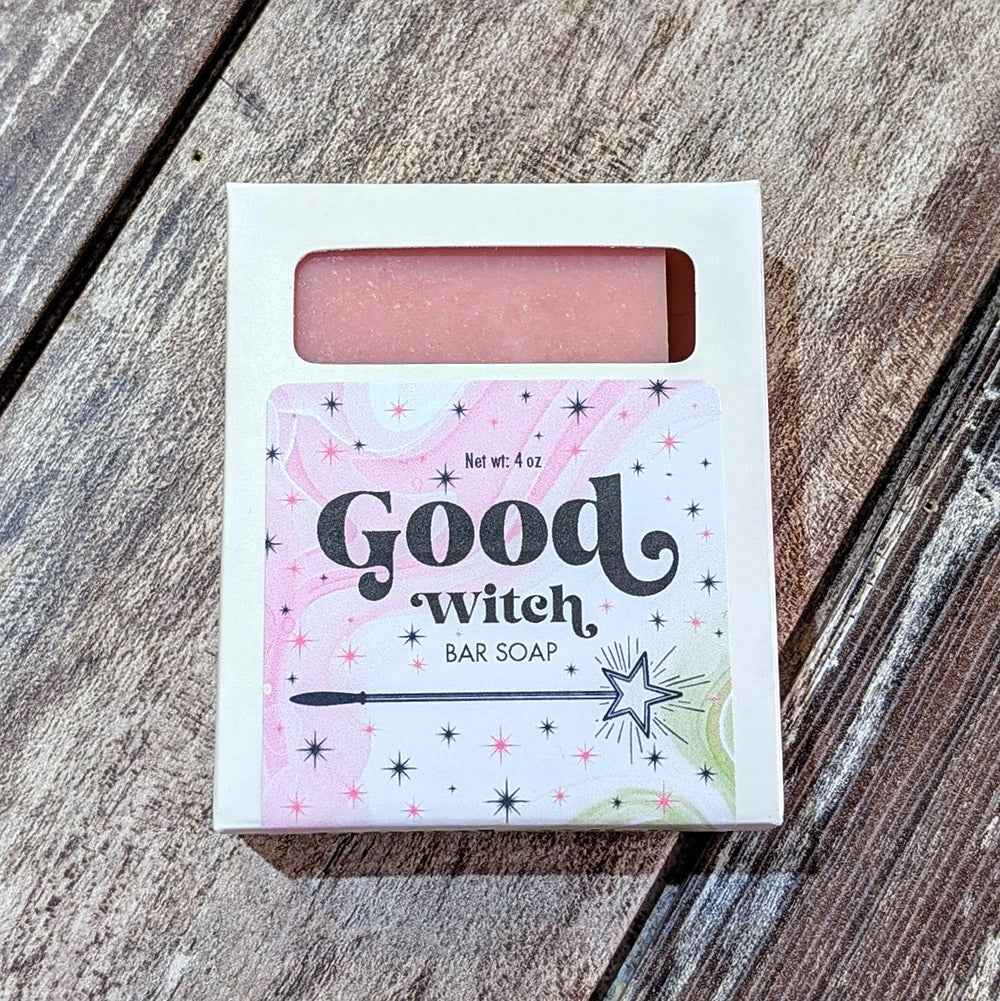 Net wt: 4 oz
Good
Witch
BAR SOAP